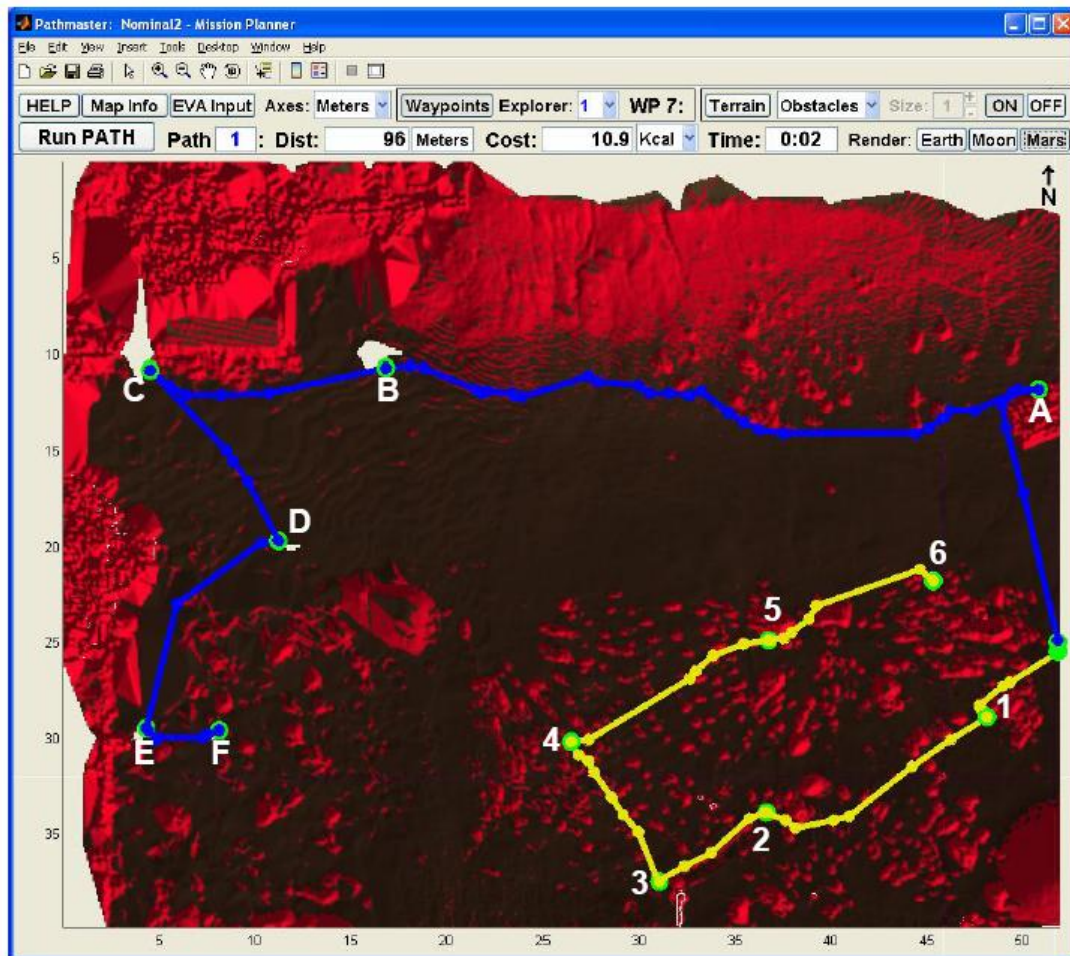 Pathmaster: Nominal2 - Mission Planner
File Edit View Insert Tools Desktop Window Help
HELP Map Info EVA Input Axes: Meters Waypoints Explorer: 1 WP 7: Terrain Obstacles Size: 1 ON OFF
Run PATH Path 1 : Dist: 96 Meters Cost: 10.9 Kcal Time: 0:02 Render: Earth Moon Mars
N
5
10
C B A
15
D
20
6
5
25
1
4
30
E F
2
35
3
5 10 15 20 25 30 35 40 45 50